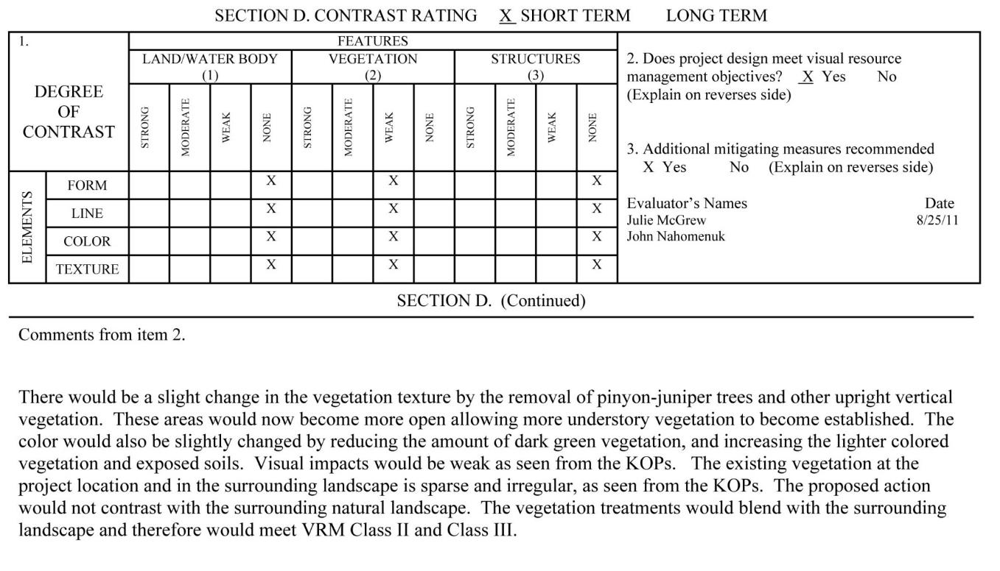 SECTION D. CONTRAST RATING X SHORT TERM LONG TERM
1.
DEGREE
OF
CONTRAST
FEATURES
LAND/WATER BODY
(1)
VEGETATION
(2)
STRUCTURES
(3)
STRONG MODERATE WEAK NONE STRONG MODERATE WEAK NONE STRONG MODERATE WEAK NONE
ELEMENTS
FORM X X X
LINE X X X
COLOR X X X
TEXTURE X X X
2. Does project design meet visual resource
management objectives? X Yes No
(Explain on reverses side)
3. Additional mitigating measures recommended
X Yes No (Explain on reverses side)
Evaluator’s Names Date
Julie McGrew 8/25/11
John Nahomenuk
SECTION D. (Continued)
Comments from item 2.
There would be a slight change in the vegetation texture by the removal of pinyon-juniper trees and other upright vertical
vegetation. These areas would now become more open allowing more understory vegetation to become established. The
color would also be slightly changed by reducing the amount of dark green vegetation, and increasing the lighter colored
vegetation and exposed soils. Visual impacts would be weak as seen from the KOPs. The existing vegetation at the
project location and in the surrounding landscape is sparse and irregular, as seen from the KOPs. The proposed action
would not contrast with the surrounding natural landscape. The vegetation treatments would blend with the surrounding
landscape and therefore would meet VRM Class II and Class III.